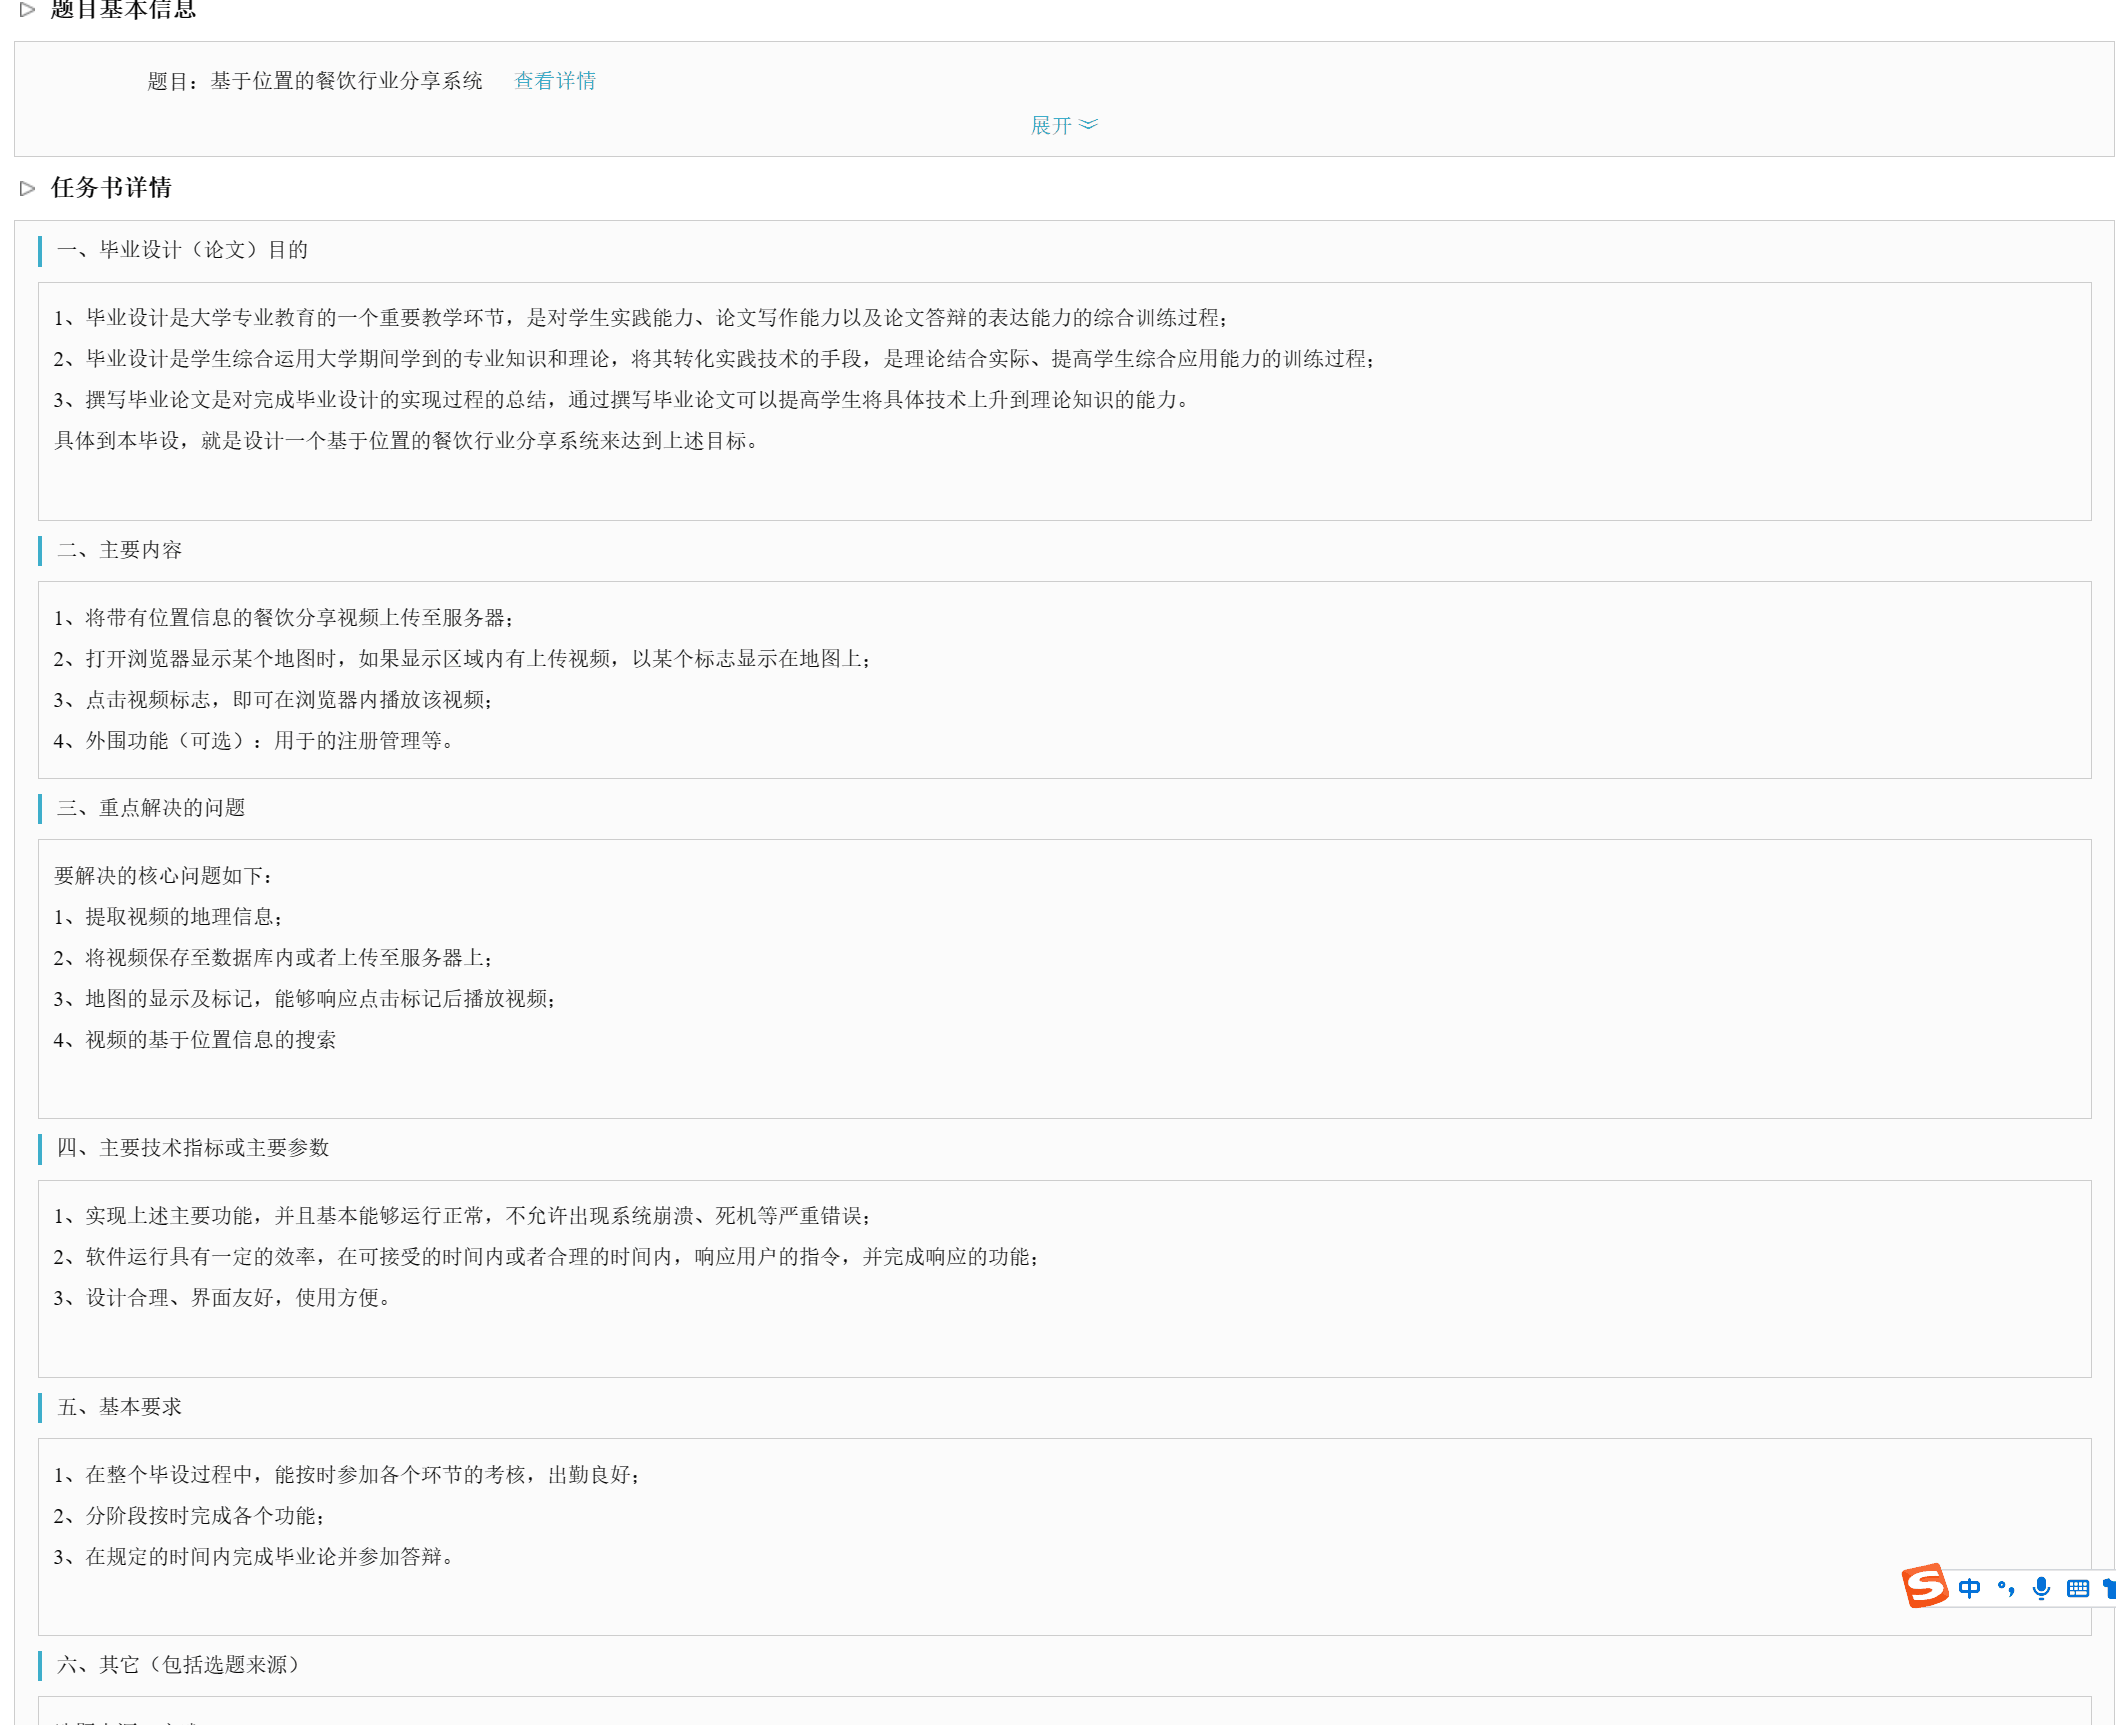 题目基本信息
题目：基于位置的餐饮行业分享系统 查看详情
展开
任务书详情
一、毕业设计（论文）目的
1、毕业设计是大学专业教育的一个重要教学环节，是对学生实践能力、论文写作能力以及论文答辩的表达能力的综合训练过程；
2、毕业设计是学生综合运用大学期间学到的专业知识和理论，将其转化实践技术的手段，是理论结合实际、提高学生综合应用能力的训练过程；
3、撰写毕业论文是对完成毕业设计的实现过程的总结，通过撰写毕业论文可以提高学生将具体技术上升到理论知识的能力。
具体到本毕设，就是设计一个基于位置的餐饮行业分享系统来达到上述目标。
二、主要内容
1、将带有位置信息的餐饮分享视频上传至服务器；
2、打开浏览器显示某个地图时，如果显示区域内有上传视频，以某个标志显示在地图上；
3、点击视频标志，即可在浏览器内播放该视频；
4、外围功能（可选）：用于的注册管理等。
三、重点解决的问题
要解决的核心问题如下：
1、提取视频的地理信息；
2、将视频保存至数据库内或者上传至服务器上；
3、地图的显示及标记，能够响应点击标记后播放视频；
4、视频的基于位置信息的搜索
四、主要技术指标或主要参数
1、实现上述主要功能，并且基本能够运行正常，不允许出现系统崩溃、死机等严重错误；
2、软件运行具有一定的效率，在可接受的时间内或者合理的时间内，响应用户的指令，并完成响应的功能；
3、设计合理、界面友好，使用方便。
五、基本要求
1、在整个毕设过程中，能按时参加各个环节的考核，出勤良好；
2、分阶段按时完成各个功能；
3、在规定的时间内完成毕业论并参加答辩。
中
六、其它（包括选题来源）